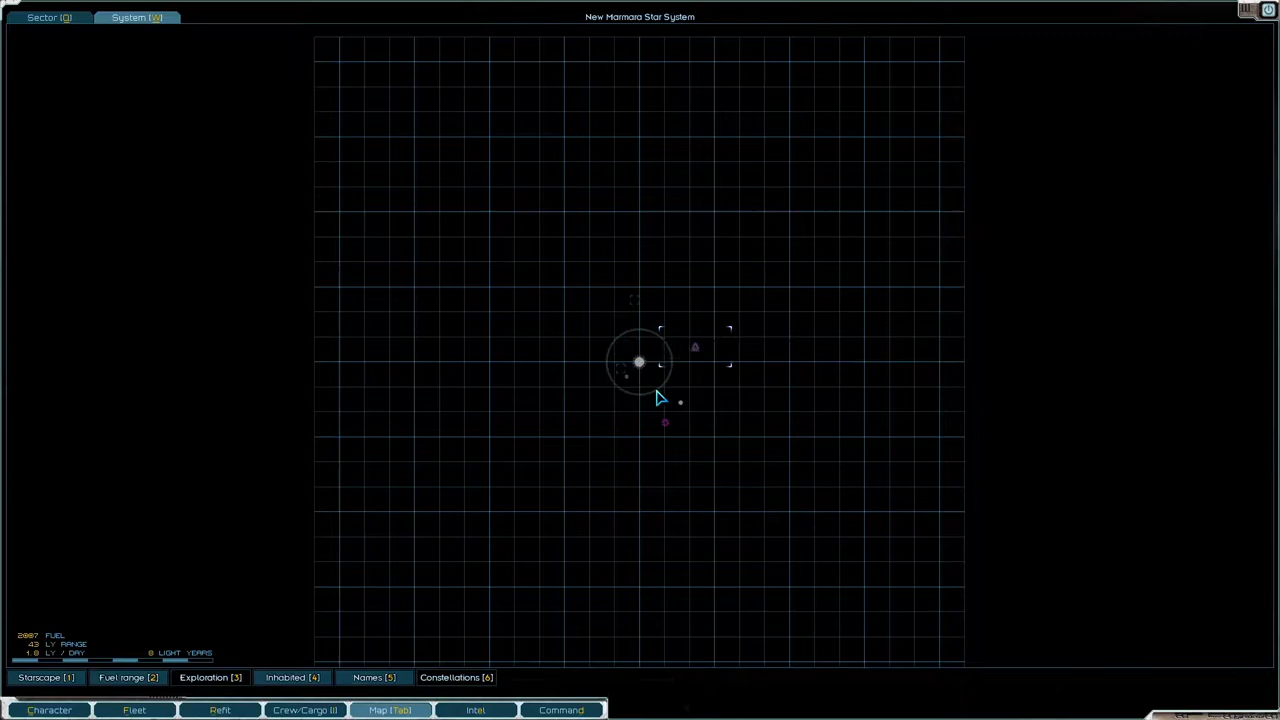 Sector [Q] System [W] New Marmara Star System
2007 FUEL
43 LY RANGE
1.0 LY / DAY 0 LIGHT YEARS
Starscape [1] Fuel range [2] Exploration [3] Inhabited [4] Names [5] Constellations [6]
Character Fleet Refit Crew/Cargo [I] Map [Tab] Intel Command